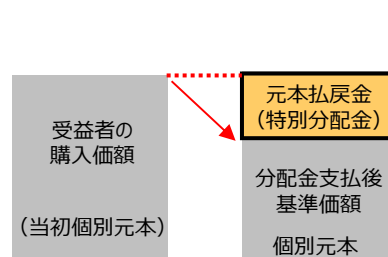 受益者の
購入価額
（当初個別元本）
元本払戻金
（特別分配金）
分配金支払後
基準価額
個別元本